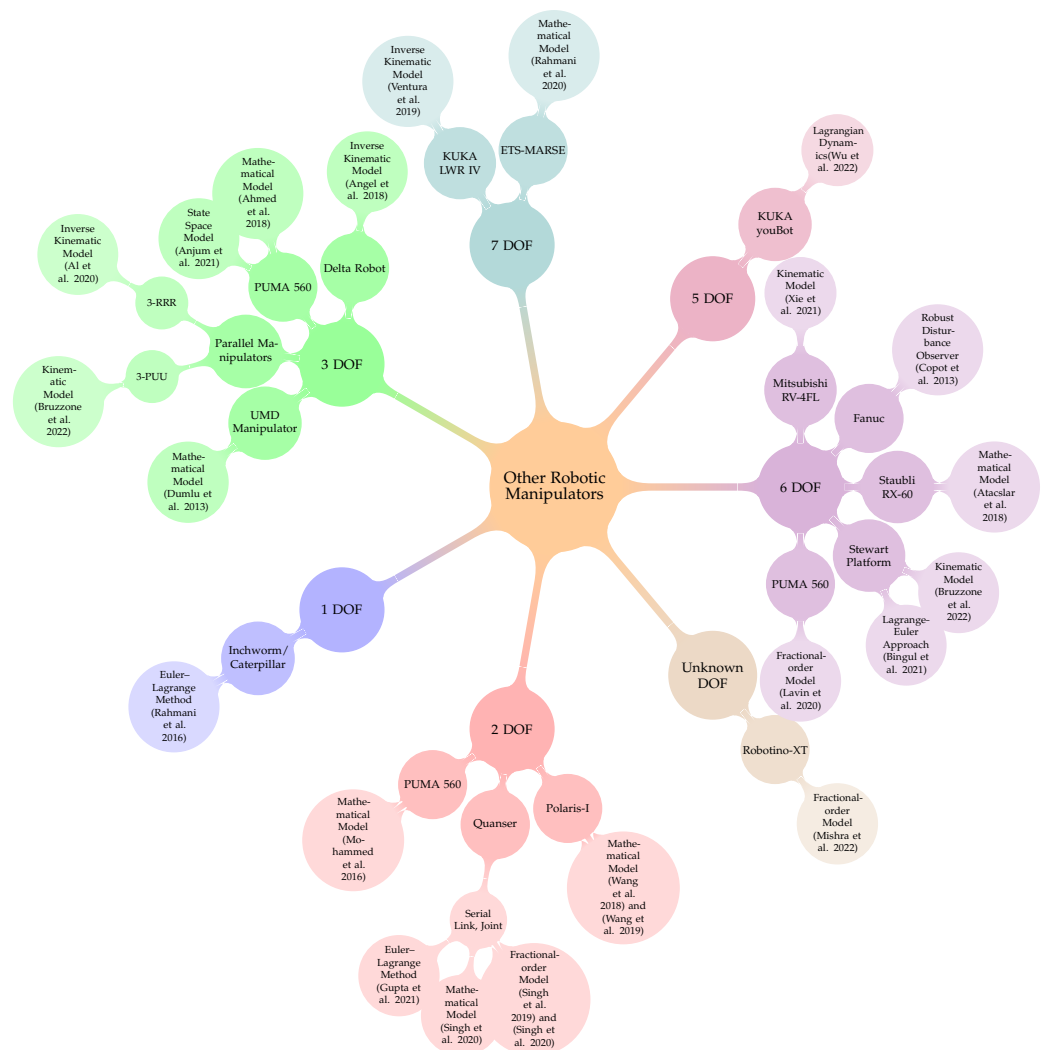 Other Robotic
Manipulators
7 DOF
KUKA
LWR IV
Inverse
Kinematic
Model
(Ventura
et al.
2019)
ETS-MARSE
Mathe-
matical
Model
(Rahmani
et al.
2020)
5 DOF
KUKA
youBot
Lagrangian
Dynam-
ics(Wu et
al. 2022)
6 DOF
Mitsubishi
RV-4FL
Kinematic
Model
(Xie et al.
2021)
Fanuc
Robust
Distur-
bance
Observer
(Copot et
al. 2013)
Staubli
RX-60
Mathe-
matical
Model
(Atacslar
et al.
2018)
Stewart
Platform
Kinematic
Model
(Bruzzone
et al.
2022)
Lagrange-
Euler
Approach
(Bingul et
al. 2021)
PUMA 560
Fractional-
order
Model
(Lavin et
al. 2020)
Unknown
DOF
Robotino-XT
Fractional-
order
Model
(Mishra et
al. 2022)
2 DOF
Polaris-I
Mathe-
matical
Model
(Wang
et al.
2018) and
(Wang et
al. 2019)
Quanser
Serial
Link, Joint
Fractional-
order
Model
(Singh
et al.
2019) and
(Singh et
al. 2020)
Mathe-
matical
Model
(Singh et
al. 2020)
Euler–
Lagrange
Method
(Gupta et
al. 2021)
PUMA 560
Mathe-
matical
Model
(Mo-
hammed
et al.
2016)
1 DOF
Inchworm/
Caterpillar
Euler–
Lagrange
Method
(Rahmani
et al.
2016)
3 DOF
UMD
Manipulator
Mathe-
matical
Model
(Dumlu et
al. 2013)
Parallel Ma-
nipulators
3-PUU
Kinem-
atic
Model
(Bruzzone
et al.
2022)
3-RRR
Inverse
Kinematic
Model
(Al et
al. 2020)
PUMA 560
State
Space
Model
(Anjum et
al. 2021)
Mathe-
matical
Model
(Ahmed
et al.
2018)
Delta Robot
Inverse
Kinematic
Model
(Angel et
al. 2018)